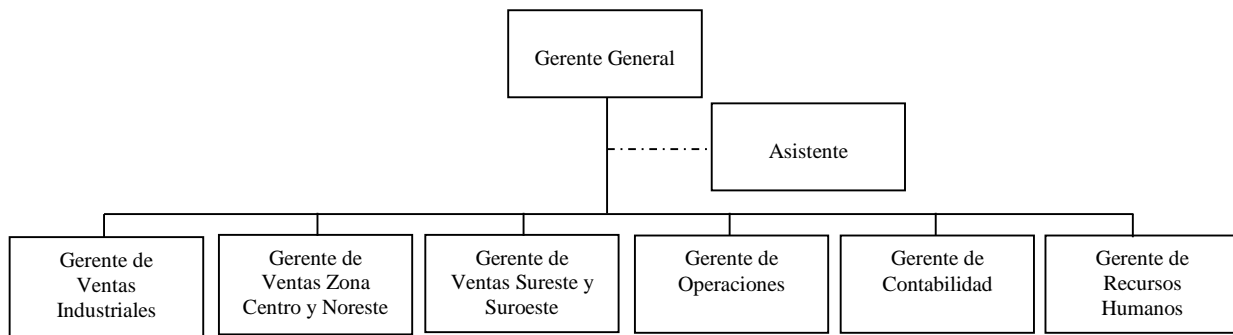 Gerente General
Asistente
Gerente de
Ventas
Industriales
Gerente de
Ventas Zona
Centro y Noreste
Gerente de
Ventas Sureste y
Suroeste
Gerente de
Operaciones
Gerente de
Contabilidad
Gerente de
Recursos
Humanos